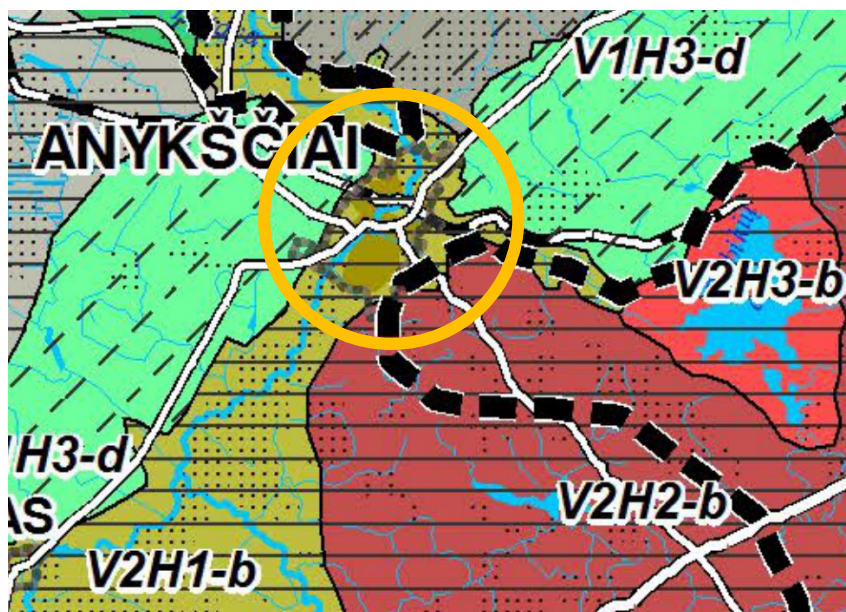 V1H3-d
ANYKŠČIAI
V2H3-b
H3-d
AS
V2H2-b
V2H1-b